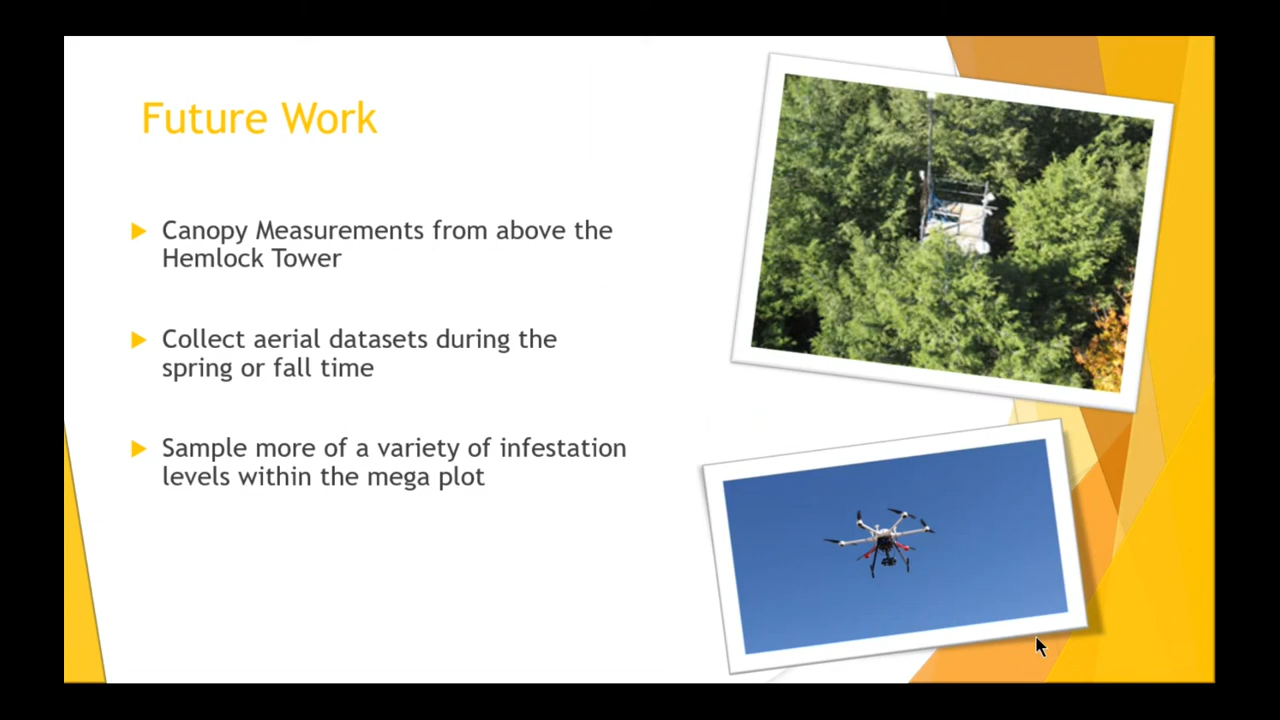 Future Work
Canopy Measurements from above the
Hemlock Tower
Collect aerial datasets during the
spring or fall time
Sample more of a variety of infestation
levels within the mega plot